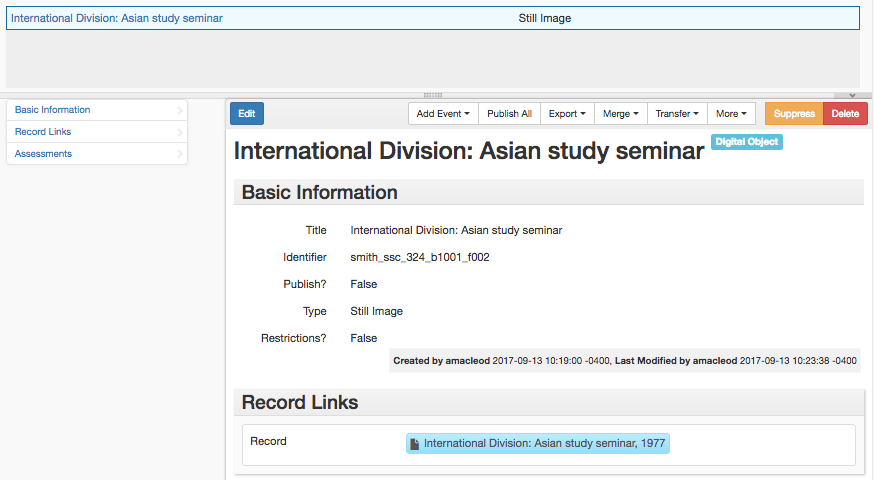 International Division: Asian study seminar Still Image
Basic Information
Record Links
Assessments
Edit Add Event Publish All Export Merge Transfer More Suppress Delete
International Division: Asian study seminar Digital Object
Basic Information
Title International Division: Asian study seminar
Identifier smith_ssc_324_b1001_f002
Publish? False
Type Still Image
Restrictions? False
Created by amacleod 2017-09-13 10:19:00 -0400, Last Modified by amacleod 2017-09-13 10:23:38 -0400
Record Links
Record International Division: Asian study seminar, 1977